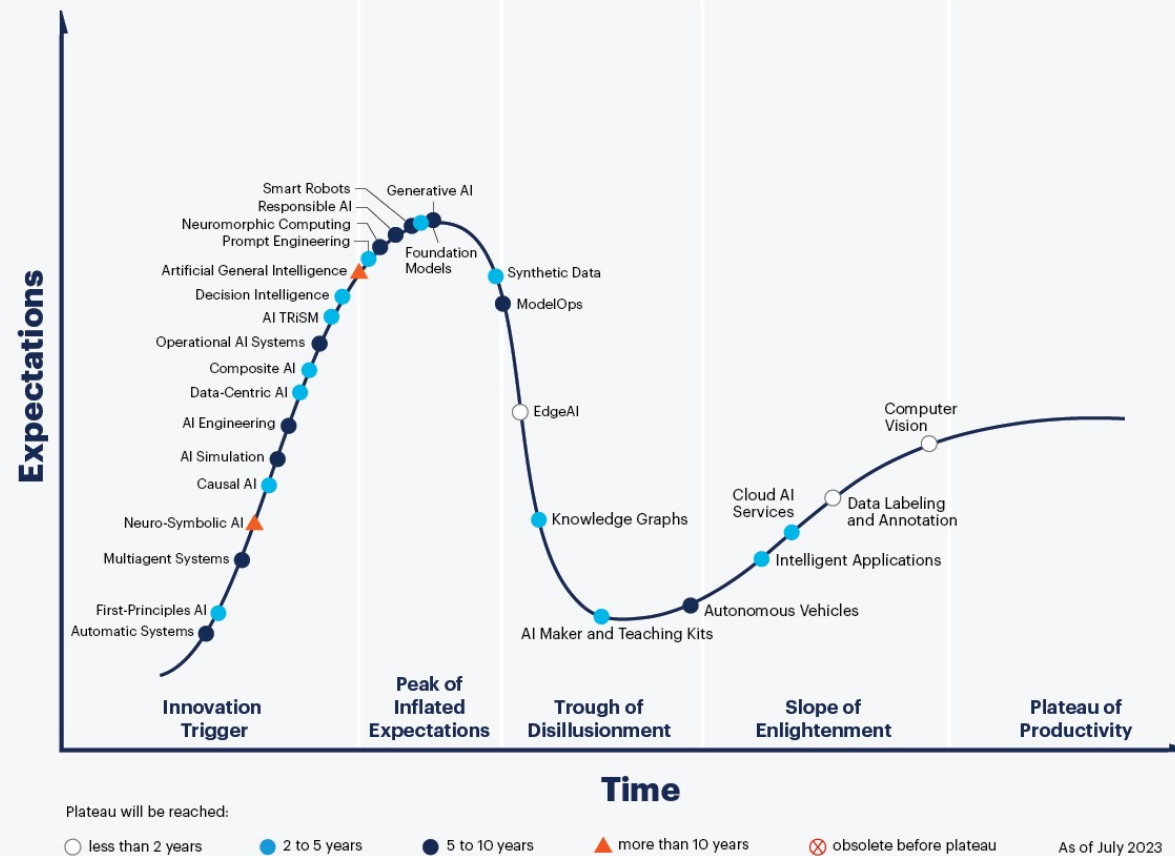 Expectations
Smart Robots
Generative AI
Responsible AI
Neuromorphic Computing
Prompt Engineering
Foundation
Models
Artificial General Intelligence
Synthetic Data
Decision Intelligence
ModelOps
AI TRiSM
Operational AI Systems
Composite AI
Data-Centric AI
EdgeAI
AI Engineering
AI Simulation
Causal AI
Neuro-Symbolic AI
Multiagent Systems
First-Principles AI
Automatic Systems
Knowledge Graphs
AI Maker and Teaching Kits
Autonomous Vehicles
Intelligent Applications
Cloud AI
Services
Data Labeling
and Annotation
Computer
Vision
Innovation
Trigger
Peak of
Inflated
Expectations
Trough of
Disillusionment
Slope of
Enlightenment
Plateau of
Productivity
Time
Plateau will be reached:
less than 2 years
2 to 5 years
5 to 10 years
more than 10 years
obsolete before plateau
As of July 2023